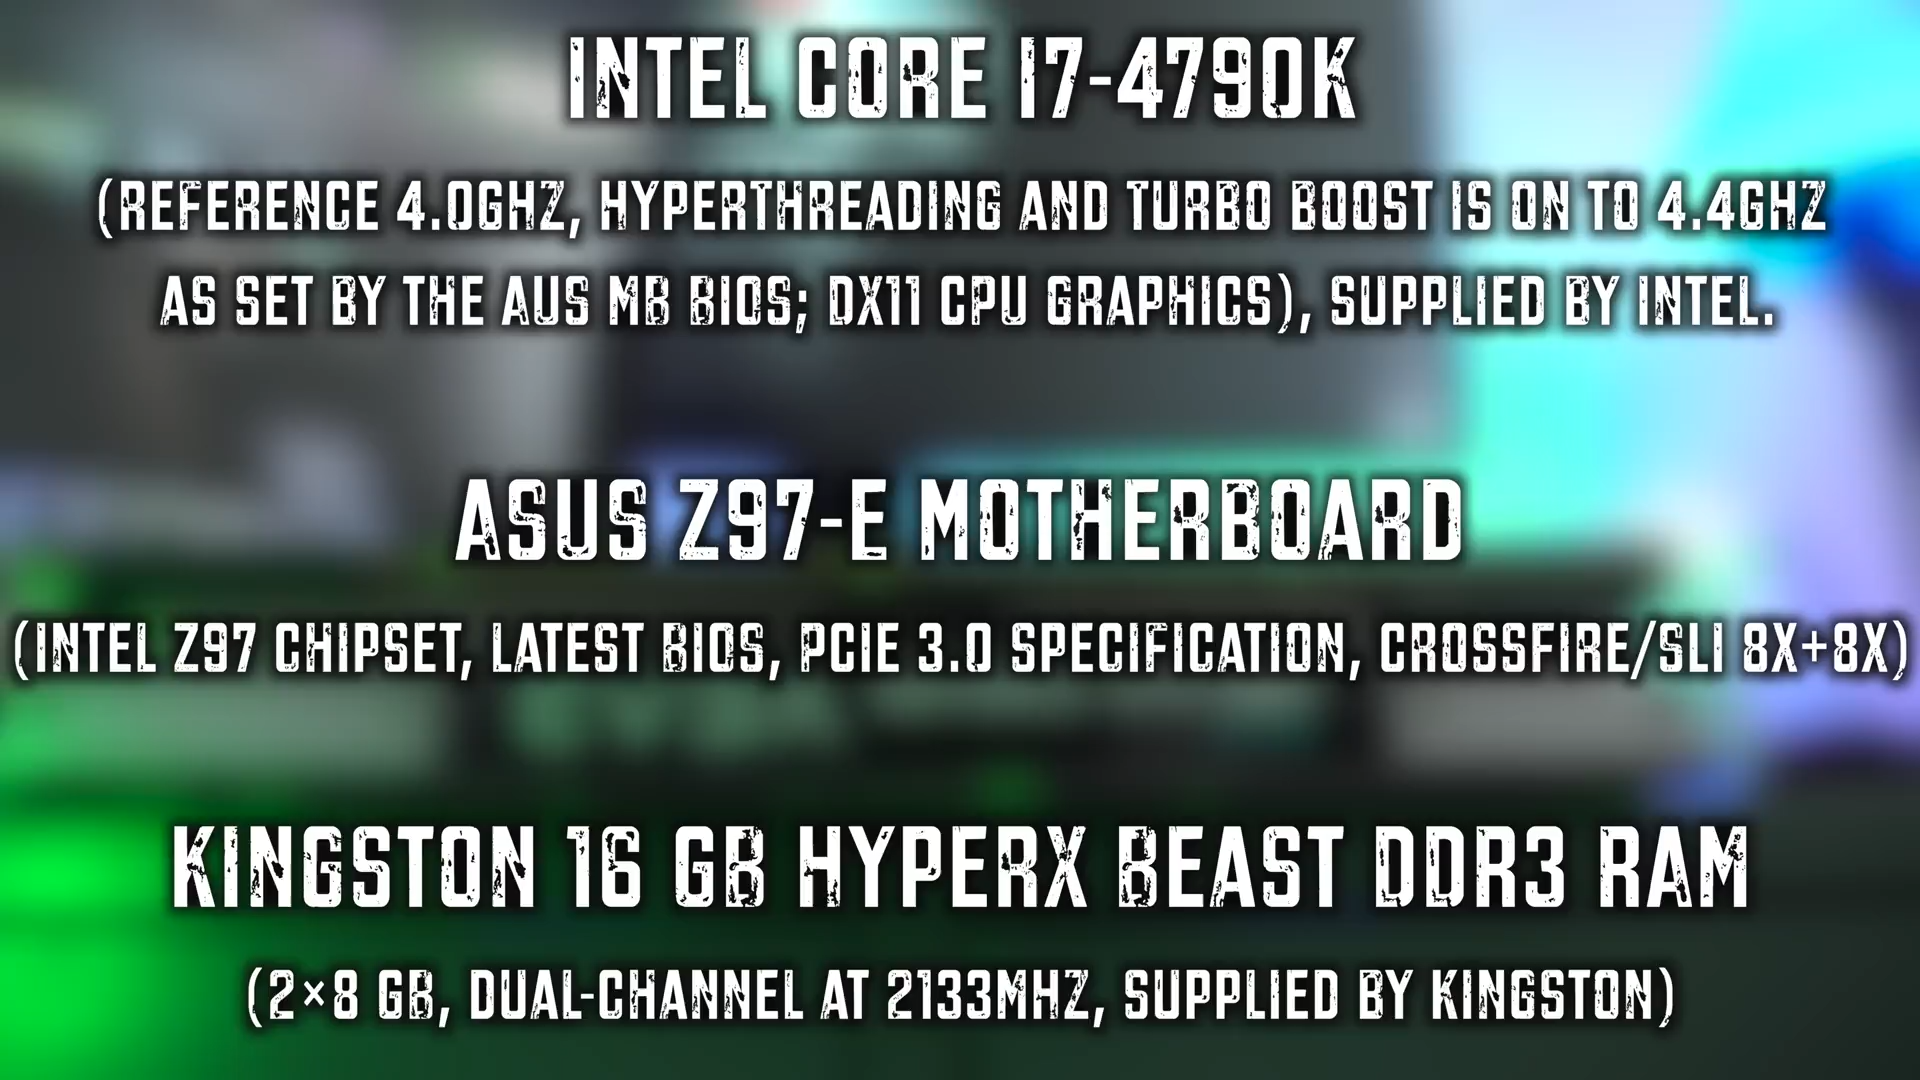 INTEL CORE I7-4790K
(REFERENCE 4.0GHZ, HYPERTHREADING AND TURBO BOOST IS ON TO 4.4GHZ
AS SET BY THE AUS MB BIOS; DX11 CPU GRAPHICS), SUPPLIED BY INTEL.
ASUS Z97-E MOTHERBOARD
(INTEL Z97 CHIPSET, LATEST BIOS, PCIE 3.0 SPECIFICATION, CROSSFIRE/SLI 8X+8X)
KINGSTON 16 GB HYPERX BEAST DDR3 RAM
(2×8 GB, DUAL-CHANNEL AT 2133MHZ, SUPPLIED BY KINGSTON)